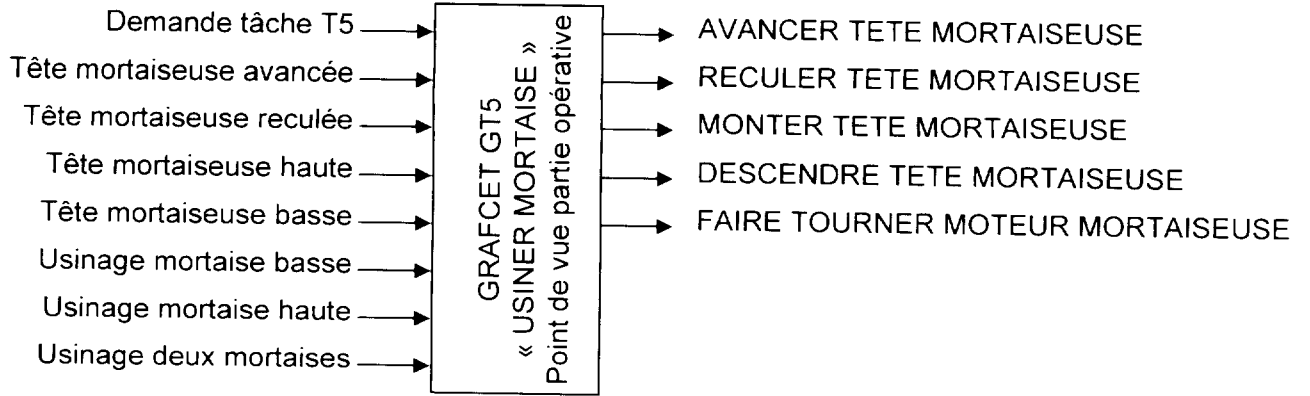 Demande tâche T5
Tête mortaiseuse avancée
Tête mortaiseuse reculée
Tête mortaiseuse haute
Tête mortaiseuse basse
Usinage mortaise basse
Usinage mortaise haute
Usinage deux mortaises
GRAFCET GT5
« USINER MORTAISE »
Point de vue partie opérative
AVANCER TETE MORTAISEUSE
RECULER TETE MORTAISEUSE
MONTER TETE MORTAISEUSE
DESCENDRE TETE MORTAISEUSE
FAIRE TOURNER MOTEUR MORTAISEUSE